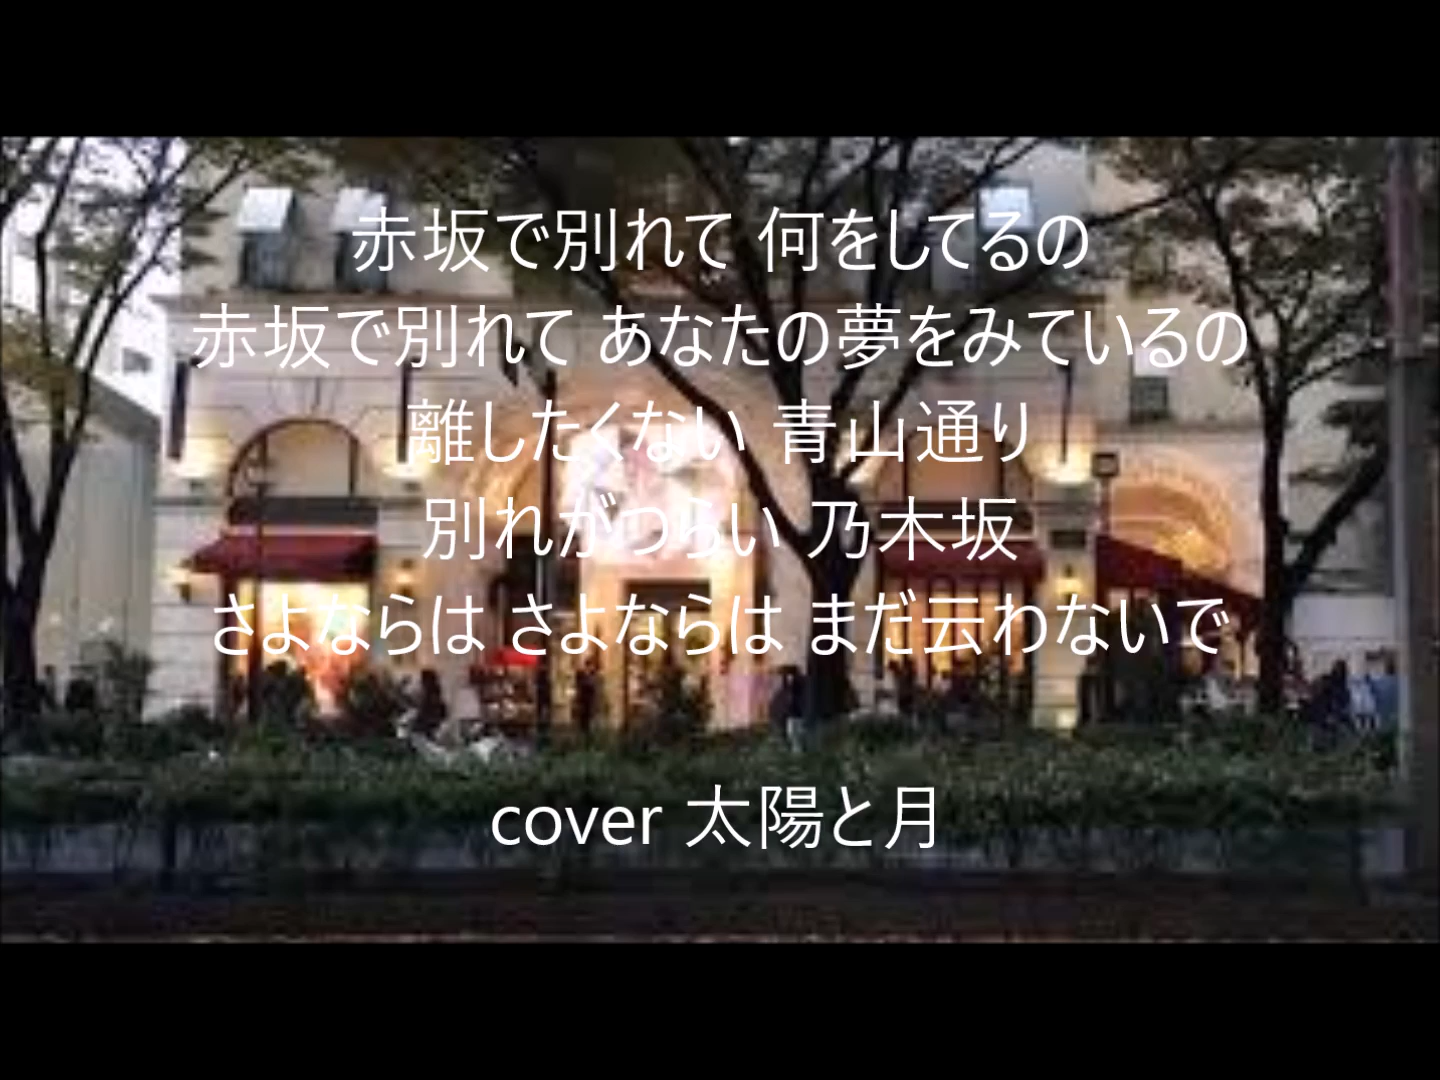 赤坂で別れて 何をしてるの
赤坂で別れて あなたの夢をみているの
離したくない 青山通り
別れがつらい 乃木坂
さよならは さよならは まだ云わないで
cover 太陽と月